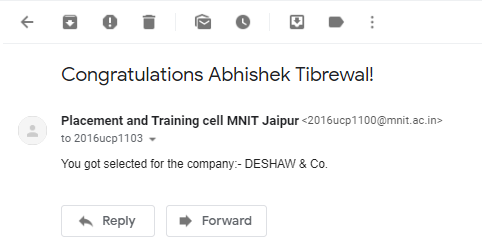 Congratulations Abhishek Tibrewal!
Placement and Training cell MNIT Jaipur <2016ucp1100@mnit.ac.in>
to 2016ucp1103
You got selected for the company:- DESHAW & Co.
Reply Forward